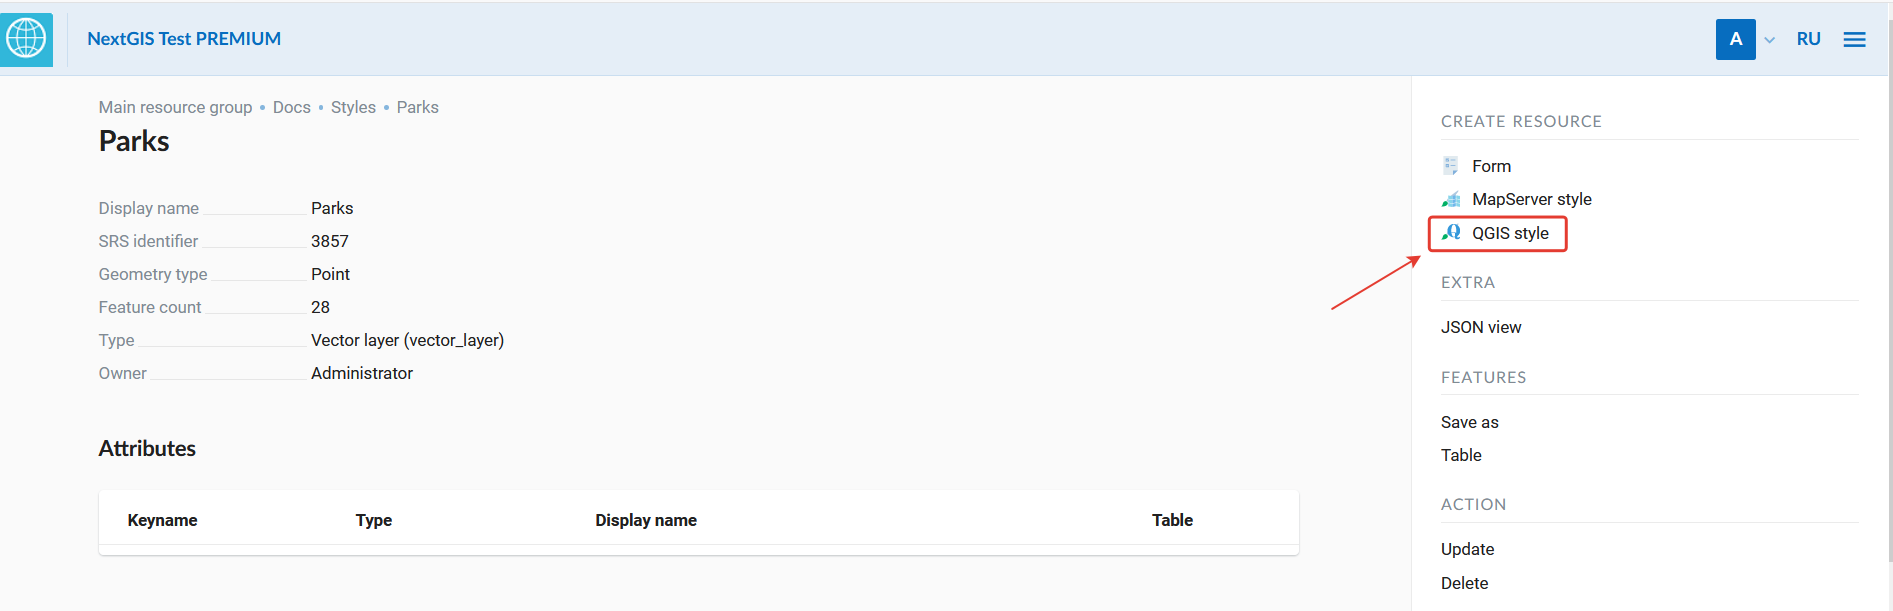 NextGIS Test PREMIUM
A
RU
Main resource group • Docs • Styles • Parks
Parks
Display name Parks
SRS identifier 3857
Geometry type Point
Feature count 28
Type Vector layer (vector_layer)
Owner Administrator
Attributes
Keyname Type Display name Table
CREATE RESOURCE
Form
MapServer style
QGIS style
EXTRA
JSON view
FEATURES
Save as
Table
ACTION
Update
Delete